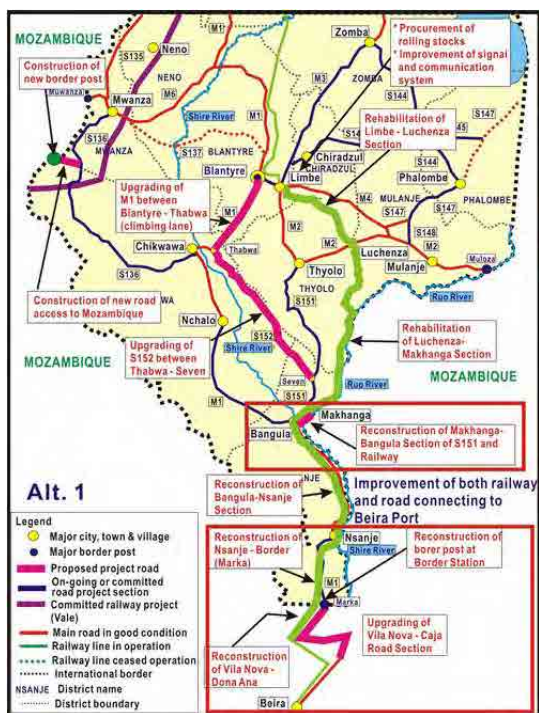 MOZAMBIQUE
Construction of
new border post
Muwanza
S135
Neno
NENO
M6
M1
Mwanza
Shire River
S136
MWANZA
S137
BLANTYRE
M1
Blantyre
Zomba
* Procurement of
rolling stocks
* Improvement of signal
and communication
system
M3
ZOMBA
S144
S147
Rehabilitation of
Limbe - Luchenza
Section
Chiradzul
CHIRADZUL
Limbe
S144
Phalombe
PHALOMBE
MULANJE
M4
S147
S147
S148
Upgrading of
M1 between
Blantyre - Thabwa
(climbing lane)
M1
M2
M2
M2
Luchenza
Mulanje
Muloza
Chikwawa
Thabwa
Thyolo
THYOLO
S151
S136
Construction of new road
access to Mozambique
Nchalo
Ruo River
Rehabilitation
of Luchenza-
Makhanga Section
MOZAMBIQUE
Upgrading of
S152 between
Thabwa - Seven
S152
Shire River
MOZAMBIQUE
M1
Seven
S151
Ruo River
Makhanga
Bangula
Reconstruction of Makhanga-
Bangula Section of S151 and
Railway
Alt. 1
Reconstruction of
Bangula-Nsanje
Section
Improvement of both railway
and road connecting to
Beira Port
Reconstruction of
Nsanje - Border
(Marka)
Nsanje
Shire River
Reconstruction of
borer post at
Border Station
M1
Marka
Upgrading of
Vila Nova - Caja
Road Section
Reconstruction
of Vila Nova -
Dona Ana
Beira
Legend
Major city, town & village
Major border post
Proposed project road
On-going or committed
road project section
Committed railway project
(Vale)
Main road in good condition
Railway line in operation
Railway line ceased operation
International border
NSANJE District name
District boundary